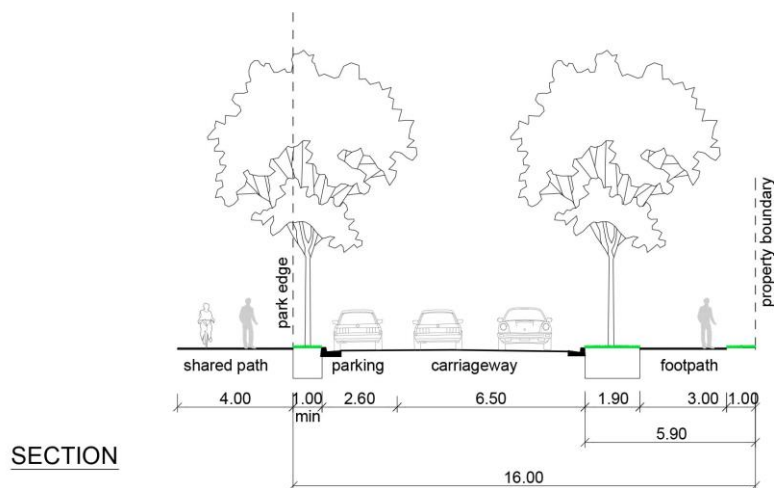 park edge
property boundary
shared path
parking
carriageway
footpath
4.00
1.00
2.60
6.50
1.90
3.00
1.00
min
5.90
SECTION
16.00